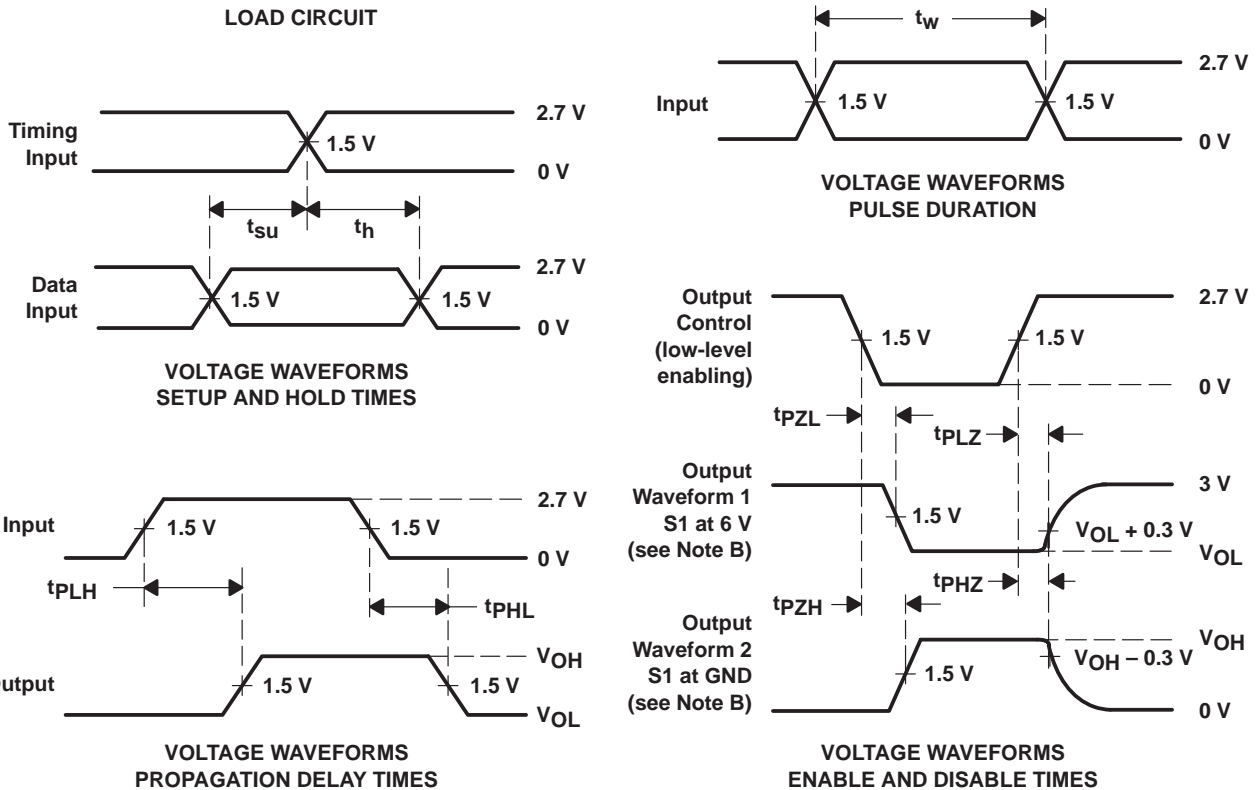 LOAD CIRCUIT
Timing
Input
2.7 V
1.5 V
0 V
tsu
th
Data
Input
2.7 V
1.5 V
1.5 V
0 V
VOLTAGE WAVEFORMS
SETUP AND HOLD TIMES
Input
2.7 V
1.5 V
1.5 V
0 V
tPLH
tPHL
utput
VOH
1.5 V
1.5 V
VOL
VOLTAGE WAVEFORMS
PROPAGATION DELAY TIMES
tw
Input
2.7 V
1.5 V
1.5 V
0 V
VOLTAGE WAVEFORMS
PULSE DURATION
Output
Control
(low-level
enabling)
2.7 V
1.5 V
1.5 V
0 V
tPZL
tPLZ
Output
Waveform 1
S1 at 6 V
(see Note B)
3 V
1.5 V
VOL + 0.3 V
VOL
tPHZ
tPZH
Output
Waveform 2
S1 at GND
(see Note B)
VOH
VOH – 0.3 V
1.5 V
0 V
VOLTAGE WAVEFORMS
ENABLE AND DISABLE TIMES